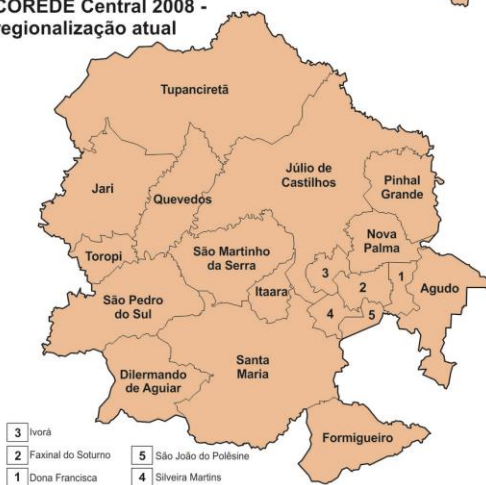 COREDE Central 2008 -
regionalização atual
Tupanciretã
Júlio de
Castilhos
Pinhal
Grande
Jari
Quevedos
Nova
Palma
São Martinho
da Serra
Toropi
3
1
2
Agudo
Itaara
São Pedro
do Sul
4
5
Santa
Maria
Dilermando
de Aguiar
Formigueiro
3 Ivorá
2 Faxinal do Soturno
5 São João do Polêsine
1 Dona Francisca
4 Silveira Martins